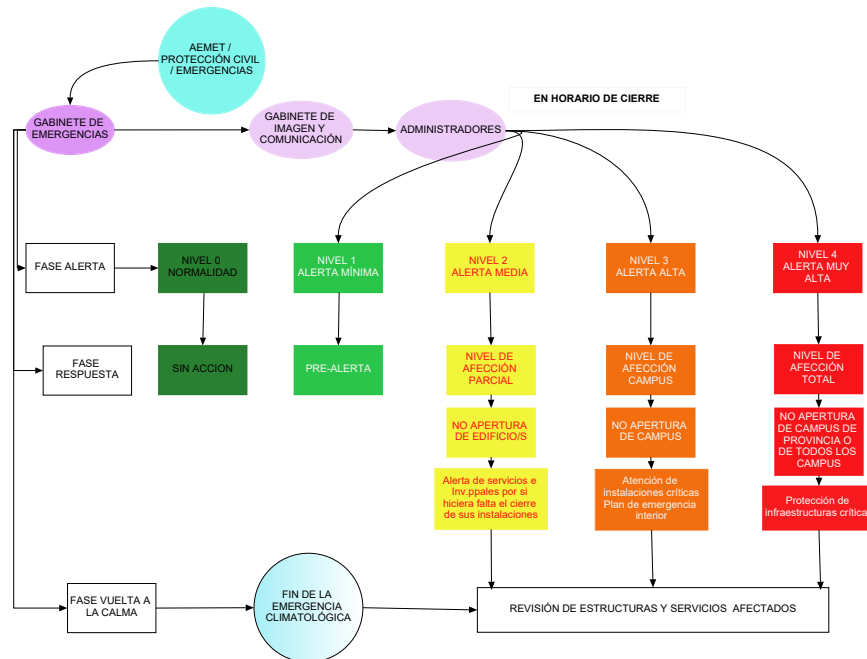 AEMET /
PROTECCIÓN CIVIL
/ EMERGENCIAS
EN HORARIO DE CIERRE
GABINETE DE
EMERGENCIAS
GABINETE DE
IMAGEN Y
COMUNICACIÓN
ADMINISTRADORES
FASE ALERTA
NIVEL 0
NORMALIDAD
NIVEL 1
ALERTA MÍNIMA
NIVEL 2
ALERTA MEDIA
NIVEL 3
ALERTA ALTA
NIVEL 4
ALERTA MUY
ALTA
FASE
RESPUESTA
SIN ACCION
PRE-ALERTA
NIVEL DE
AFECCIÓN
PARCIAL
NIVEL DE
AFECCIÓN
CAMPUS
NIVEL DE
AFECCIÓN
TOTAL
NO APERTURA
DE EDIFICIO/S
NO APERTURA
DE CAMPUS
NO APERTURA
DE CAMPUS DE
PROVINCIA O
DE TODOS LOS
CAMPUS
Alerta de servicios e
Inv.ppales por si
hiciera falta el cierre
de sus instalaciones
Atención de
instalaciones críticas
Plan de emergencia
interior
Protección de
infraestructuras crítica
FASE VUELTA A
LA CALMA
FIN DE LA
EMERGENCIA
CLIMATOLÓGICA
REVISIÓN DE ESTRUCTURAS Y SERVICIOS AFECTADOS